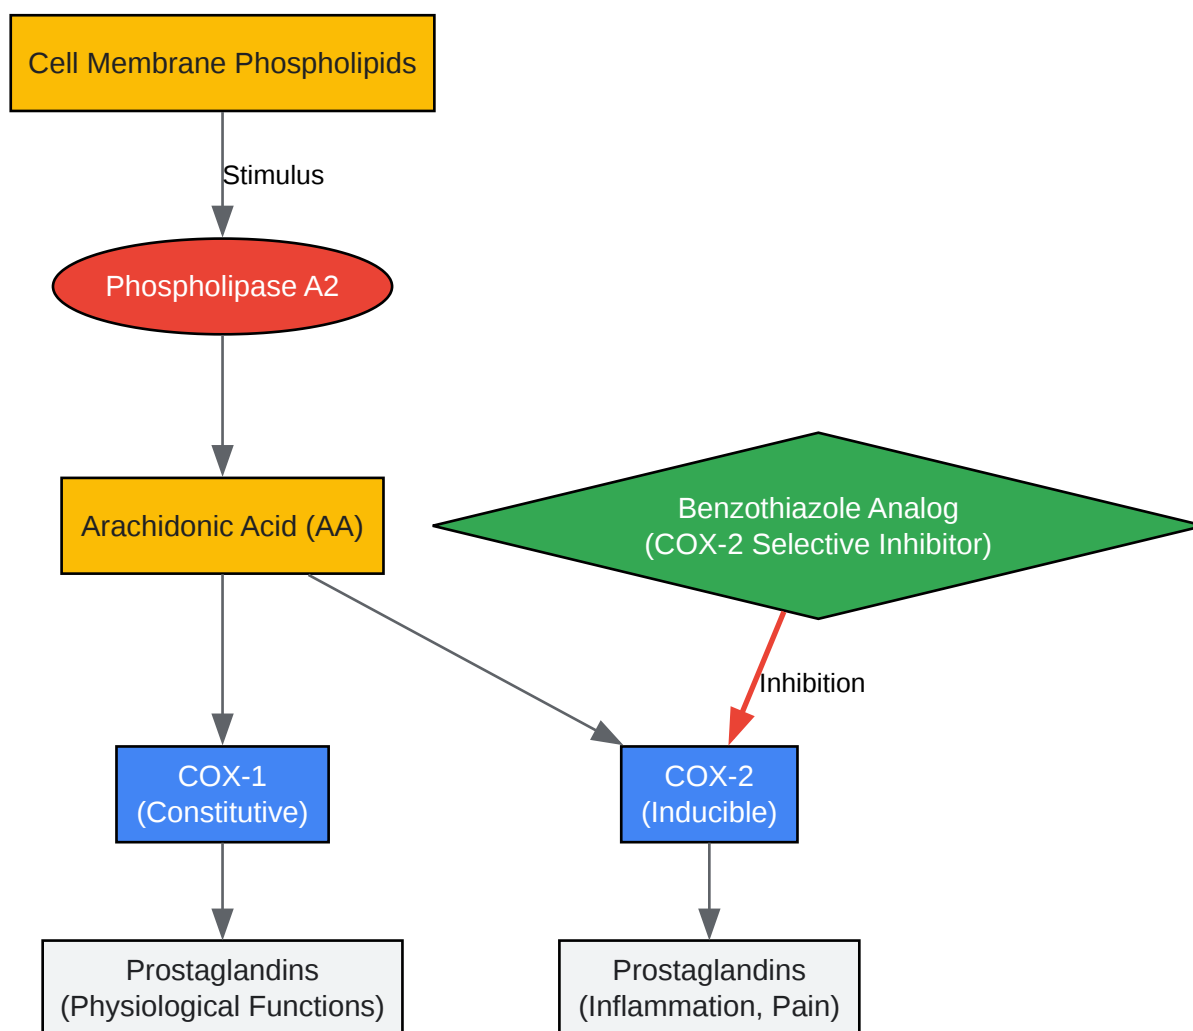 Cell Membrane Phospholipids
Stimulus
Phospholipase A2
Arachidonic Acid (AA)
Benzothiazole Analog
(COX-2 Selective Inhibitor)
Inhibition
COX-1
(Constitutive)
COX-2
(Inducible)
Prostaglandins
(Physiological Functions)
Prostaglandins
(Inflammation, Pain)